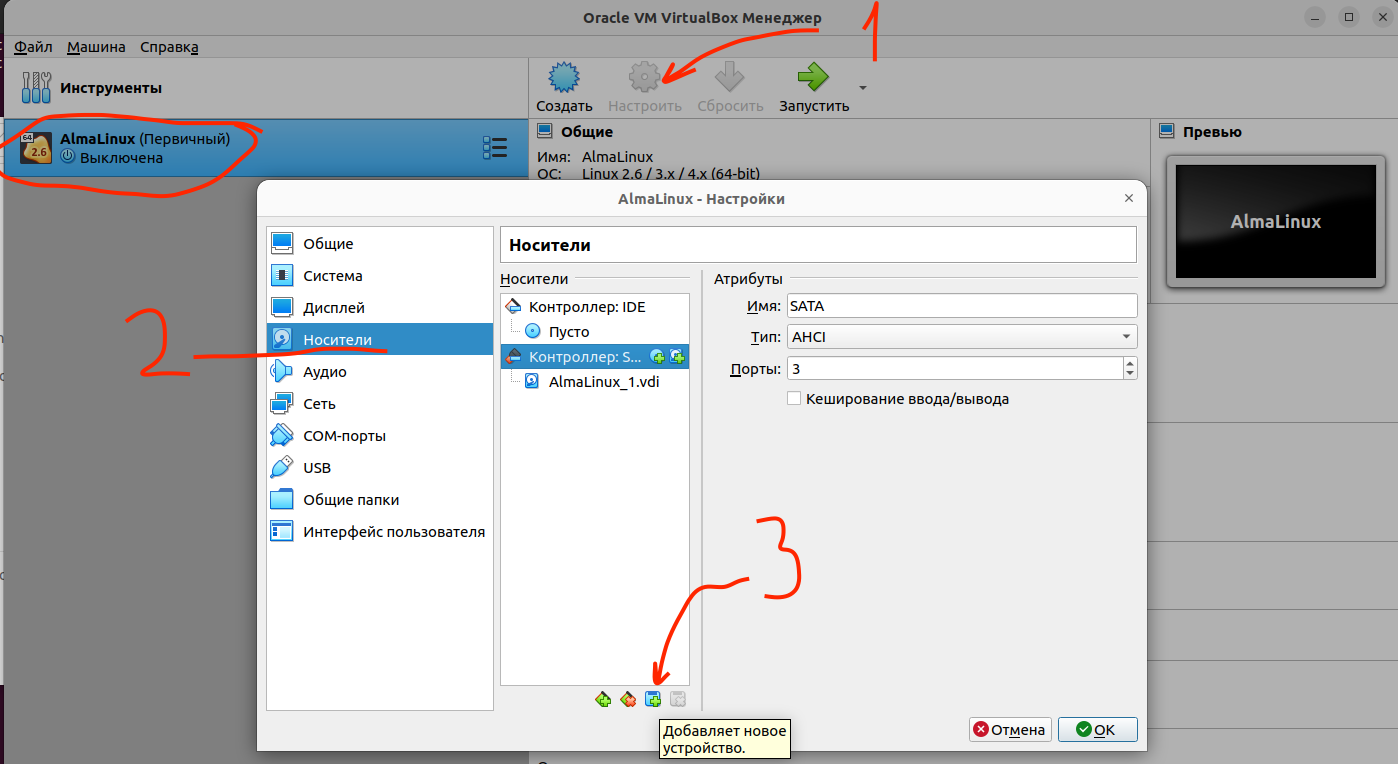 Oracle VM VirtualBox Менеджер
1
Файл Машина Справка
Инструменты
Создать Настроить Сбросить Запустить
64
2.6
AlmaLinux (Первичный)
Выключена
Общие
Имя: AlmaLinux
ОС: Linux 2.6 / 3.x / 4.x (64-bit)
Превью
AlmaLinux
AlmaLinux - Настройки
Общие
Система
Дисплей
Носители
Аудио
Сеть
COM-порты
USB
Общие папки
Интерфейс пользователя
2
Носители
Носители
Контроллер: IDE
Пусто
Контроллер: S...
AlmaLinux_1.vdi
Атрибуты
Имя: SATA
Тип: AHCI
Порты: 3
Кеширование ввода/вывода
3
Добавляет новое
устройство.
Отмена OK